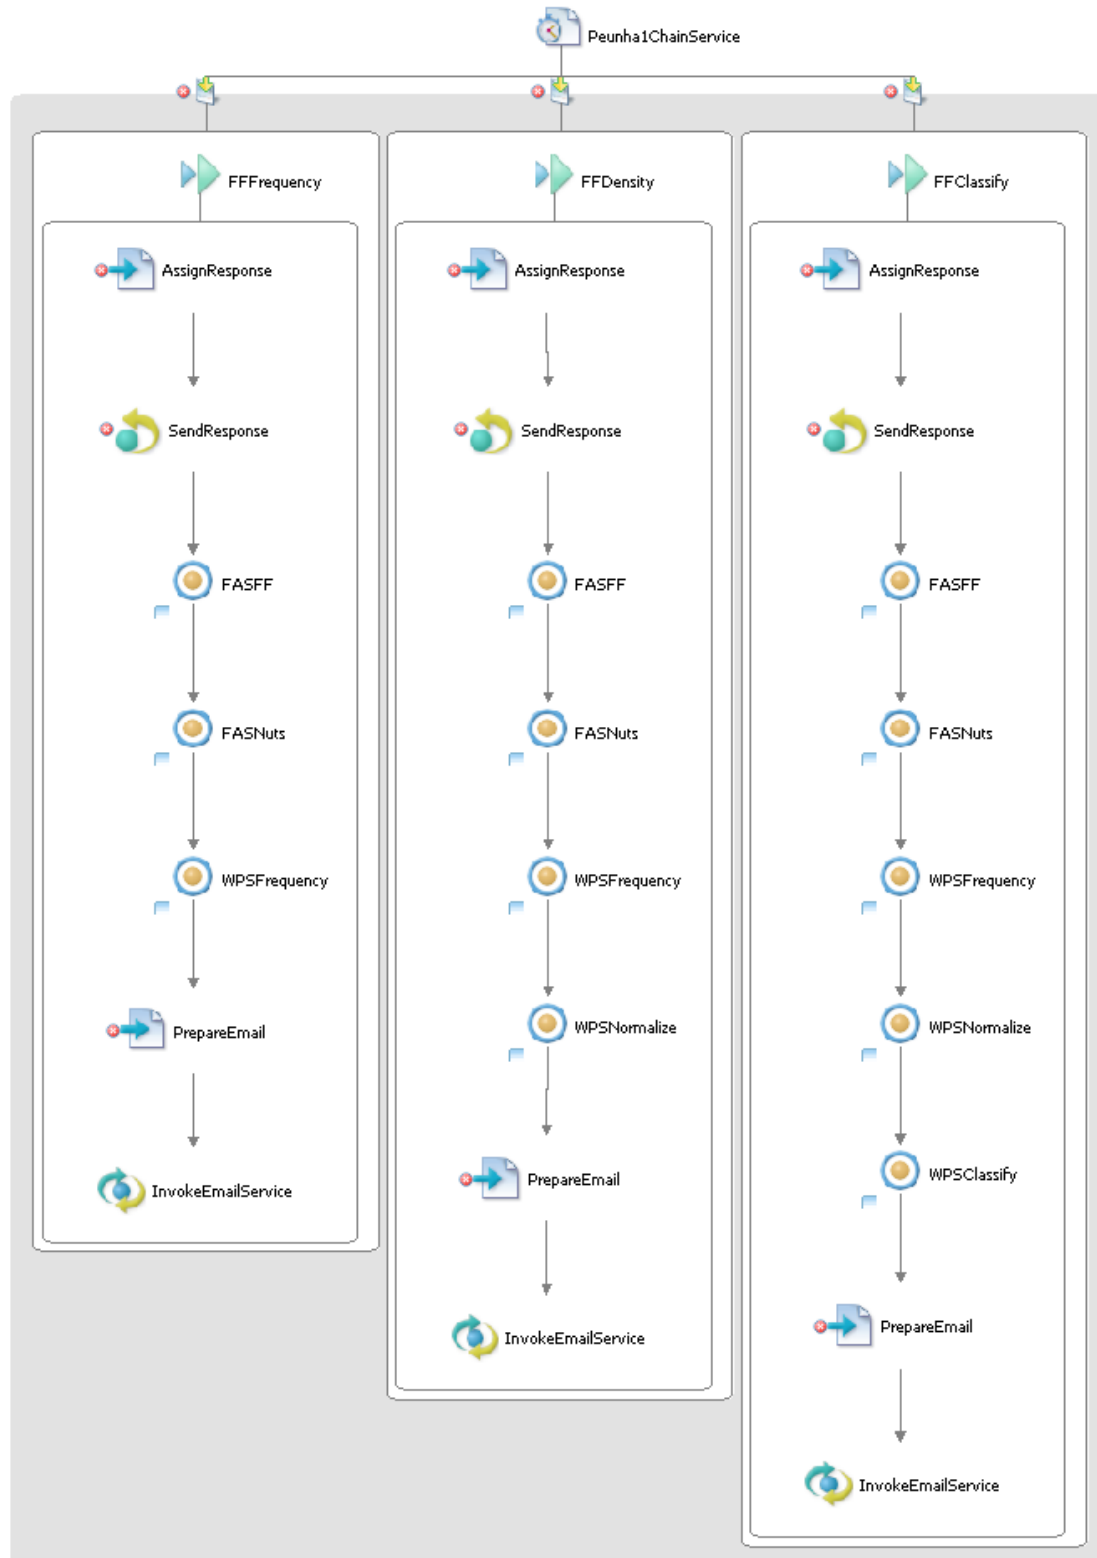 Peunha1ChainService
FFFrequency
AssignResponse
SendResponse
FASFF
FASNuts
WPSFrequency
PrepareEmail
InvokeEmailService
FFDensity
AssignResponse
SendResponse
FASFF
FASNuts
WPSFrequency
WPSNormalize
PrepareEmail
InvokeEmailService
FFClassify
AssignResponse
SendResponse
FASFF
FASNuts
WPSFrequency
WPSNormalize
WPSClassify
PrepareEmail
InvokeEmailService